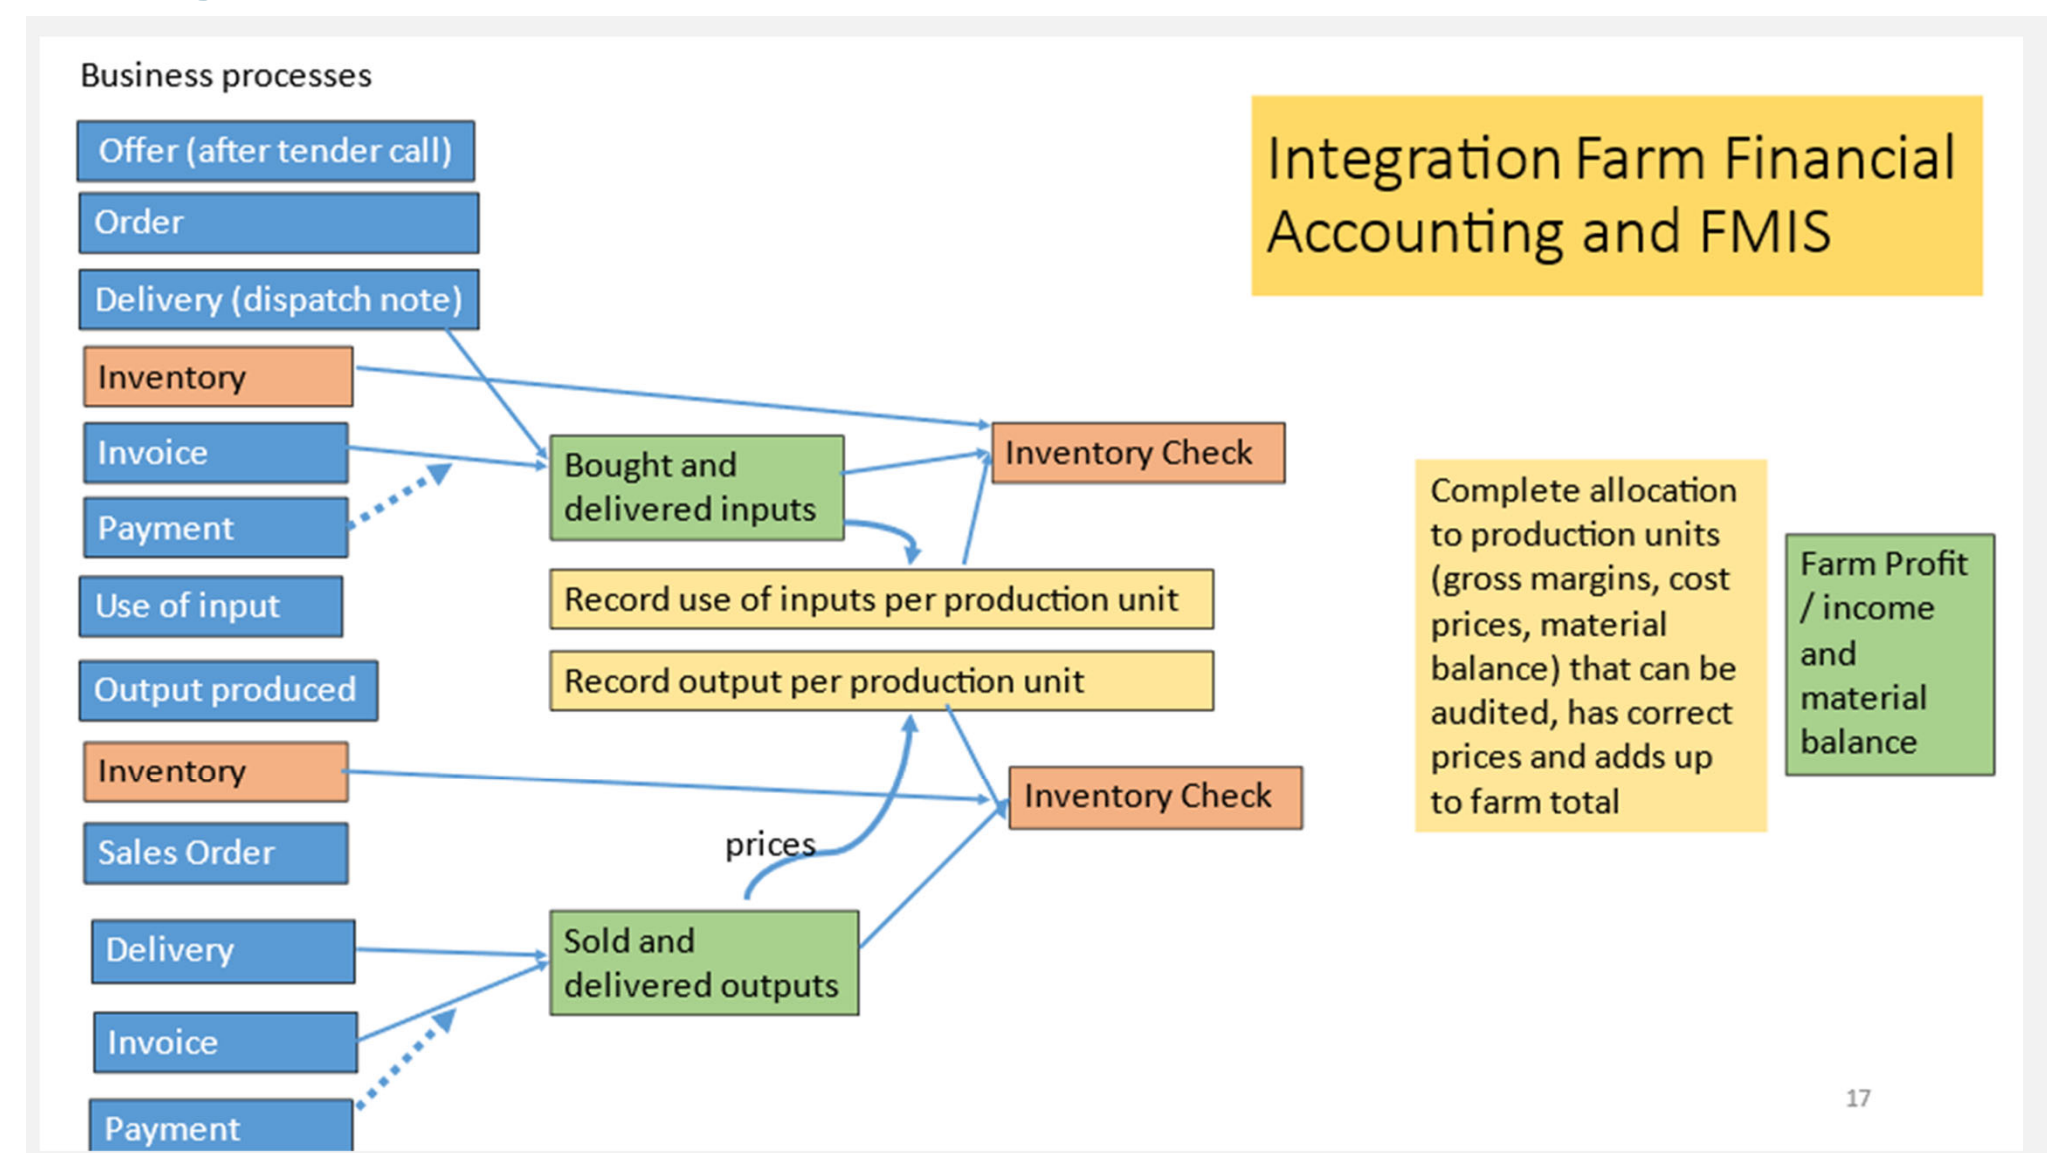 Business processes
Offer (after tender call)
Order
Delivery (dispatch note)
Inventory
Invoice
Payment
Use of input
Output produced
Inventory
Sales Order
Delivery
Invoice
Payment
Bought and
delivered inputs
Record use of inputs per production unit
Record output per production unit
prices
Sold and
delivered outputs
Inventory Check
Inventory Check
Integration Farm Financial
Accounting and FMIS
Complete allocation
to production units
(gross margins, cost
prices, material
balance) that can be
audited, has correct
prices and adds up
to farm total
Farm Profit
/ income
and
material
balance
17